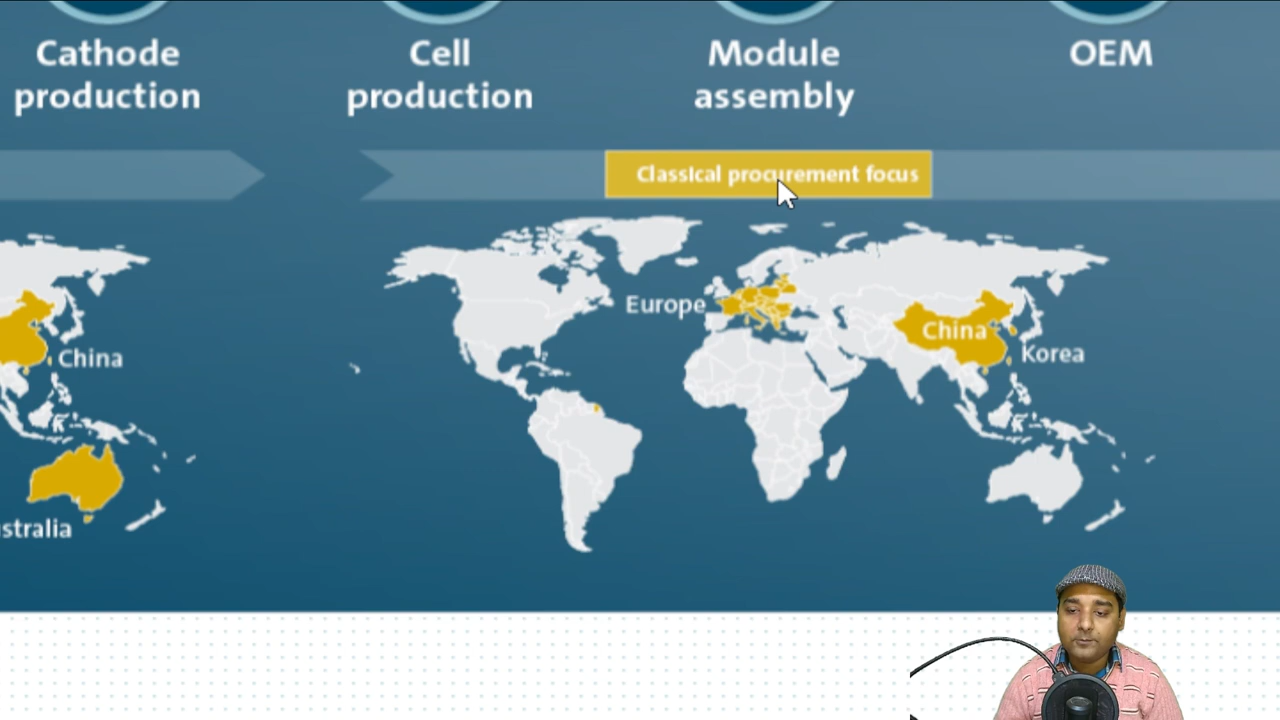 Cathode
production
Cell
production
Module
assembly
OEM
Classical procurement focus
Europe
China
Korea
China
stralia